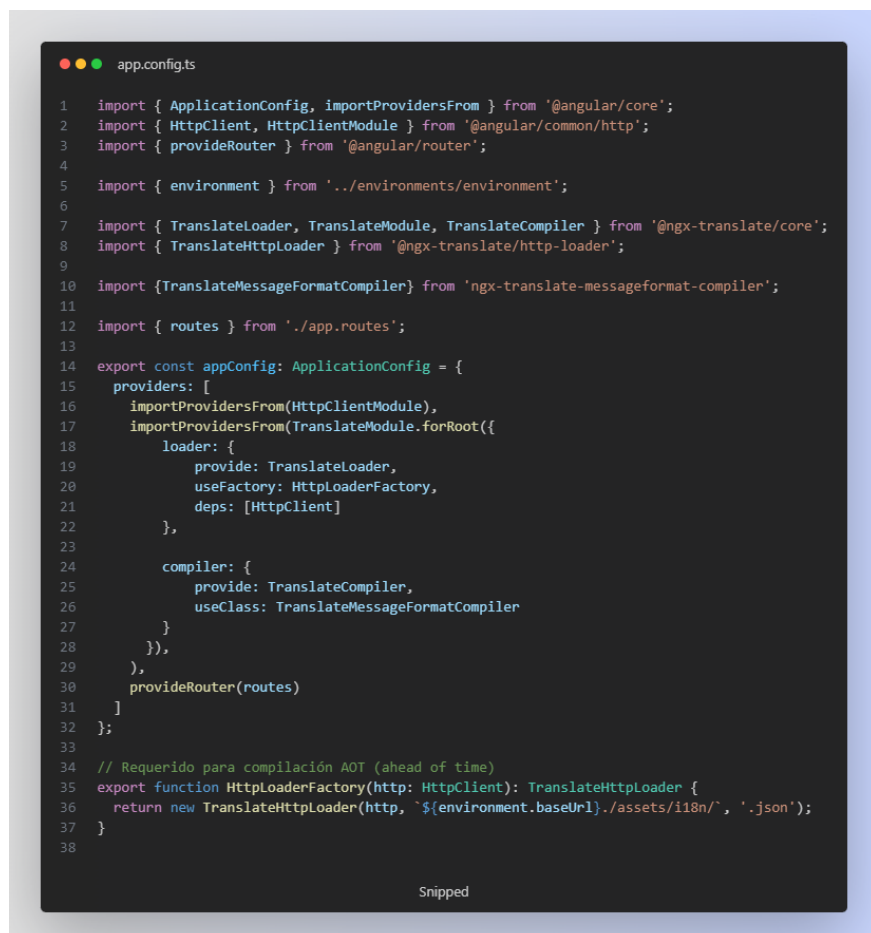 app.config.ts
1 import { ApplicationConfig, importProvidersFrom } from '@angular/core';
2 import { HttpClient, HttpClientModule } from '@angular/common/http';
3 import { provideRouter } from '@angular/router';
4
5 import { environment } from '../environments/environment';
6
7 import { TranslateLoader, TranslateModule, TranslateCompiler } from '@ngx-translate/core';
8 import { TranslateHttpLoader } from '@ngx-translate/http-loader';
9
10 import {TranslateMessageFormatCompiler} from 'ngx-translate-messageformat-compiler';
11
12 import { routes } from './app.routes';
13
14 export const appConfig: ApplicationConfig = {
15   providers: [
16     importProvidersFrom(HttpClientModule),
17     importProvidersFrom(TranslateModule.forRoot({
18         loader: {
19             provide: TranslateLoader,
20             useFactory: HttpLoaderFactory,
21             deps: [HttpClient]
22         },
23
24         compiler: {
25             provide: TranslateCompiler,
26             useClass: TranslateMessageFormatCompiler
27         }
28       }),
29     ),
30     provideRouter(routes)
31   ]
32 };
33
34 // Requerido para compilación AOT (ahead of time)
35 export function HttpLoaderFactory(http: HttpClient): TranslateHttpLoader {
36   return new TranslateHttpLoader(http, `${environment.baseUrl}./assets/i18n/`, '.json');
37 }
38
Snipped